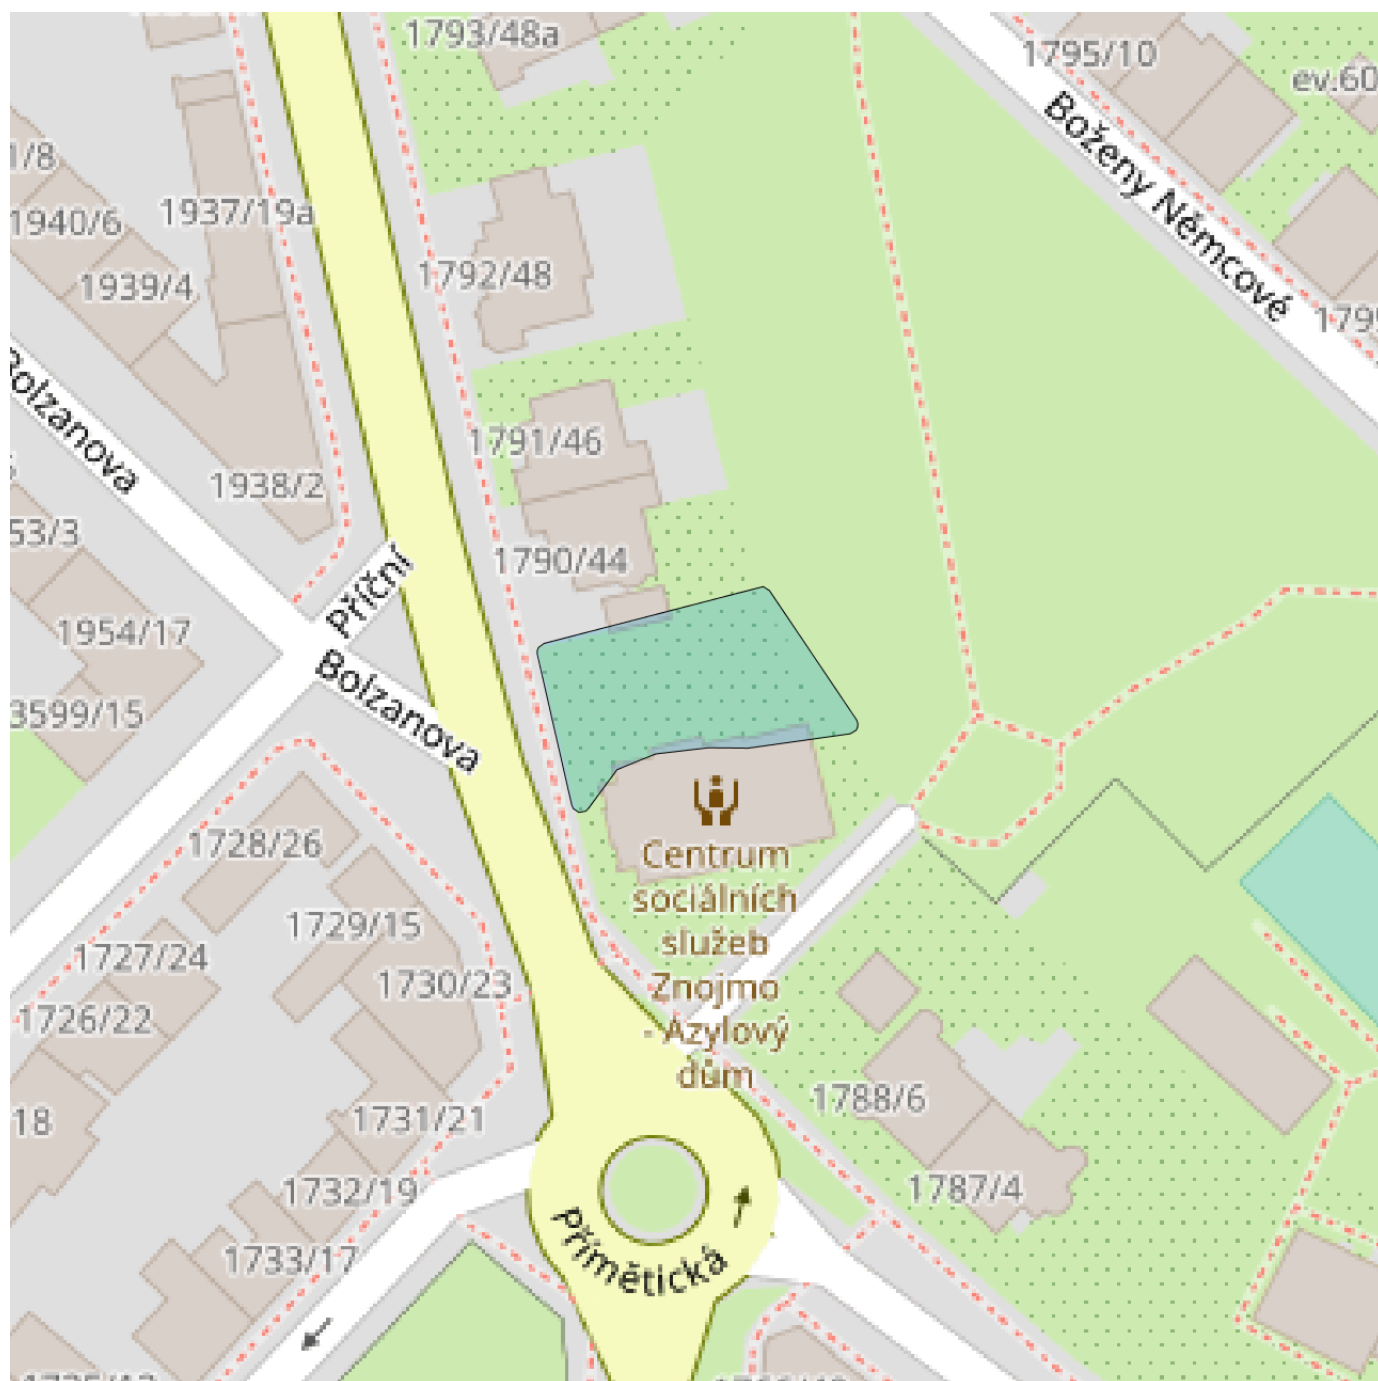 1793/48a
1795/10
ev.60
Boženy Němcové
1/8
1940/6
1937/19a
1939/4
1792/48
Bolzanova
1791/46
1938/2
53/3
1790/44
Příční
1954/17
Bolzanova
3599/15
1728/26
Centrum
sociálních
služeb
Znojmo
- Azylový
dům
1729/15
1727/24
1730/23
1726/22
1788/6
18
1731/21
1787/4
1732/19
Přímětická
1733/17